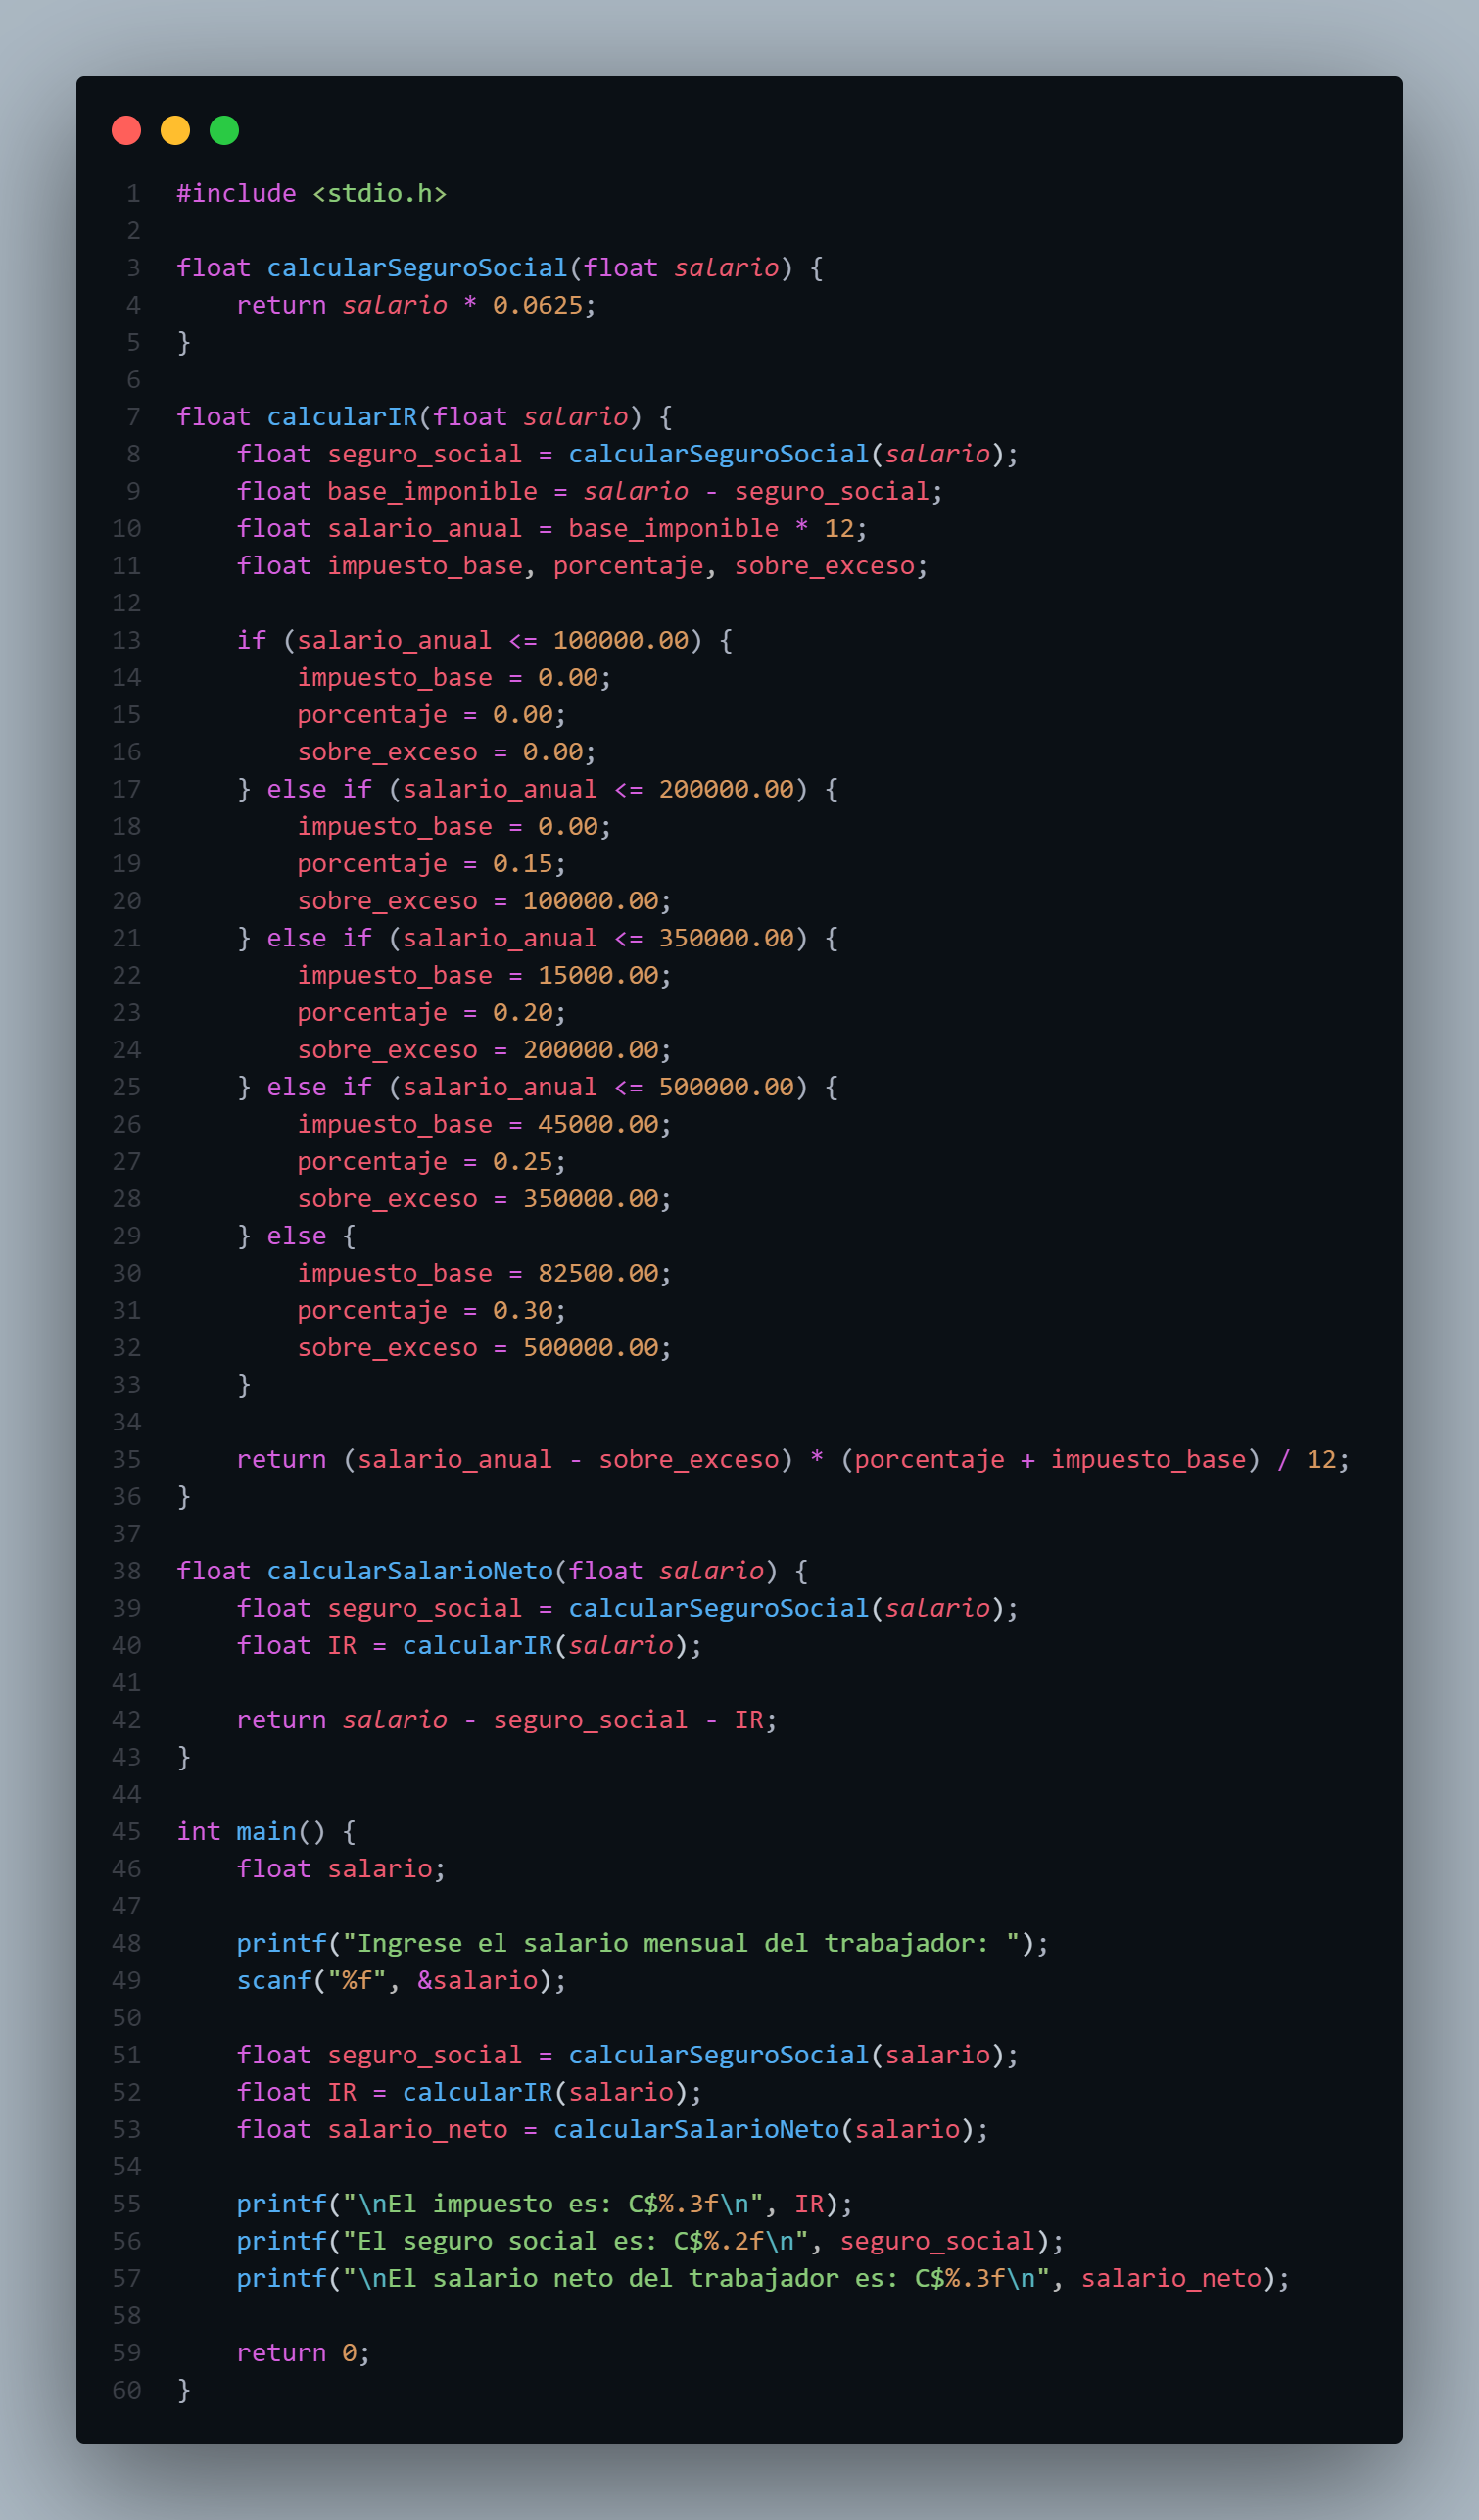 1 #include <stdio.h>
2
3 float calcularSeguroSocial(float salario) {
4     return salario * 0.0625;
5 }
6
7 float calcularIR(float salario) {
8     float seguro_social = calcularSeguroSocial(salario);
9     float base_imponible = salario - seguro_social;
10     float salario_anual = base_imponible * 12;
11     float impuesto_base, porcentaje, sobre_exceso;
12
13     if (salario_anual <= 100000.00) {
14         impuesto_base = 0.00;
15         porcentaje = 0.00;
16         sobre_exceso = 0.00;
17     } else if (salario_anual <= 200000.00) {
18         impuesto_base = 0.00;
19         porcentaje = 0.15;
20         sobre_exceso = 100000.00;
21     } else if (salario_anual <= 350000.00) {
22         impuesto_base = 15000.00;
23         porcentaje = 0.20;
24         sobre_exceso = 200000.00;
25     } else if (salario_anual <= 500000.00) {
26         impuesto_base = 45000.00;
27         porcentaje = 0.25;
28         sobre_exceso = 350000.00;
29     } else {
30         impuesto_base = 82500.00;
31         porcentaje = 0.30;
32         sobre_exceso = 500000.00;
33     }
34
35     return (salario_anual - sobre_exceso) * (porcentaje + impuesto_base) / 12;
36 }
37
38 float calcularSalarioNeto(float salario) {
39     float seguro_social = calcularSeguroSocial(salario);
40     float IR = calcularIR(salario);
41
42     return salario - seguro_social - IR;
43 }
44
45 int main() {
46     float salario;
47
48     printf("Ingrese el salario mensual del trabajador: ");
49     scanf("%f", &salario);
50
51     float seguro_social = calcularSeguroSocial(salario);
52     float IR = calcularIR(salario);
53     float salario_neto = calcularSalarioNeto(salario);
54
55     printf("\nEl impuesto es: C$%.3f\n", IR);
56     printf("El seguro social es: C$%.2f\n", seguro_social);
57     printf("\nEl salario neto del trabajador es: C$%.3f\n", salario_neto);
58
59     return 0;
60 }